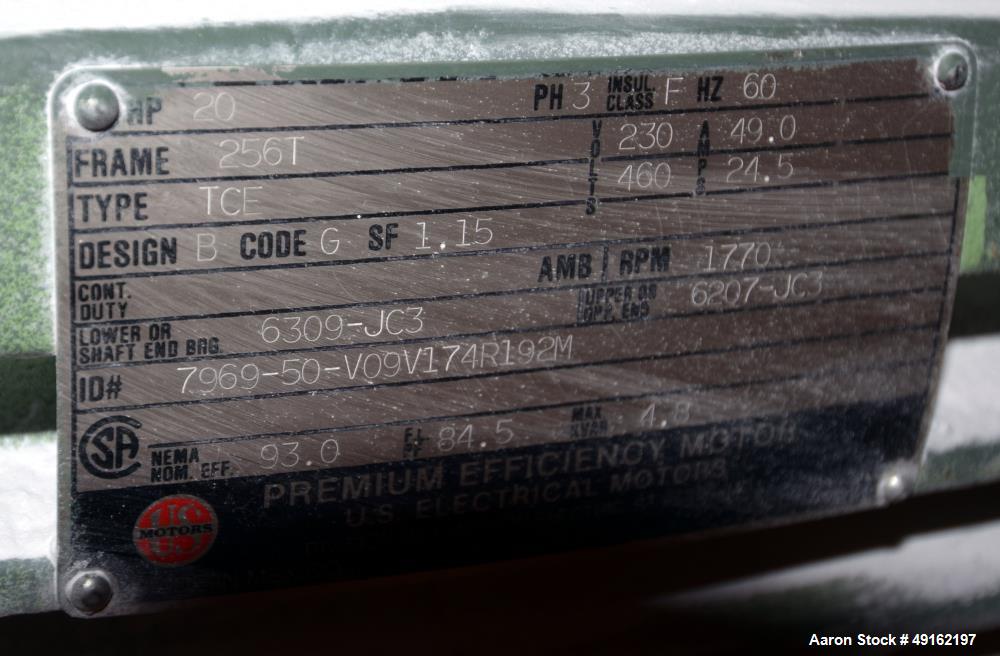 HP 20 PH 3 INSUL. CLASS F HZ 60
FRAME 256T VOLTS 230 AMPS 49.0
460 24.5
TYPE TCE
DESIGN B CODE G SF 1.15
CONT. DUTY AMB RPM 1770
LOWER OR SHAFT END BRG. 6309-JC3 UPPER OR OPP. END 6207-JC3
ID# 7969-50-V09V174R192M
SA NEMA NOM. EFF. 93.0 84.5 MAX KVAR 4.8
PREMIUM EFFICIENCY MOTOR
U.S. ELECTRICAL MOTORS
US MOTORS
Aaron Stock # 49162197